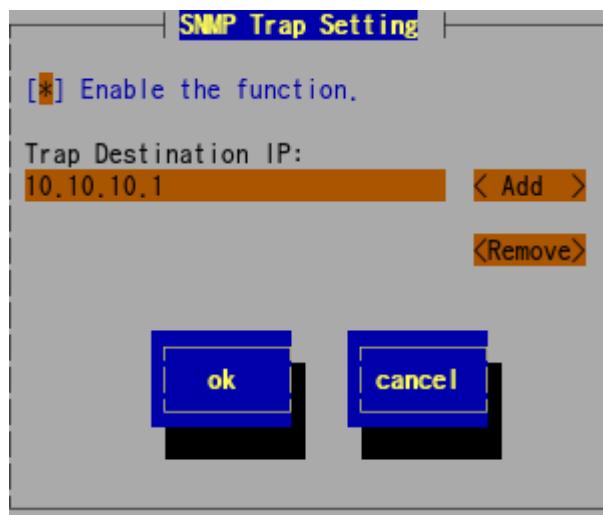 SNMP Trap Setting
[*] Enable the function.
Trap Destination IP:
10.10.10.1 < Add >
<Remove>
ok cancel